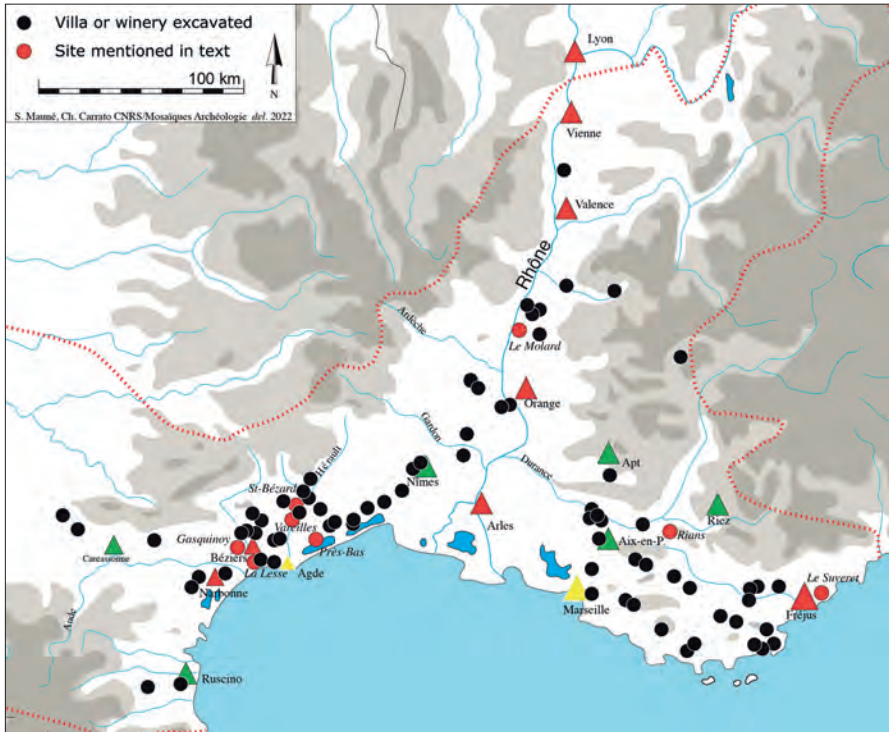 Villa or winery excavated
Site mentioned in text
100 km
N
S. Mauné, Ch. Carrato CNRS/Mosaïques Archéologie del. 2022
Lyon
Vienne
Valence
Rhône
Ardèche
Le Molard
Orange
Gardon
Hérault
Durance
Apt
St-Bézard
Nîmes
Riez
Vareilles
Arles
Rians
Gasquinoy
Près-Bas
Aix-en-P.
Carcassonne
Béziers
La Lesse
Agde
Le Suveret
Narbonne
Marseille
Fréjus
Aude
Ruscino